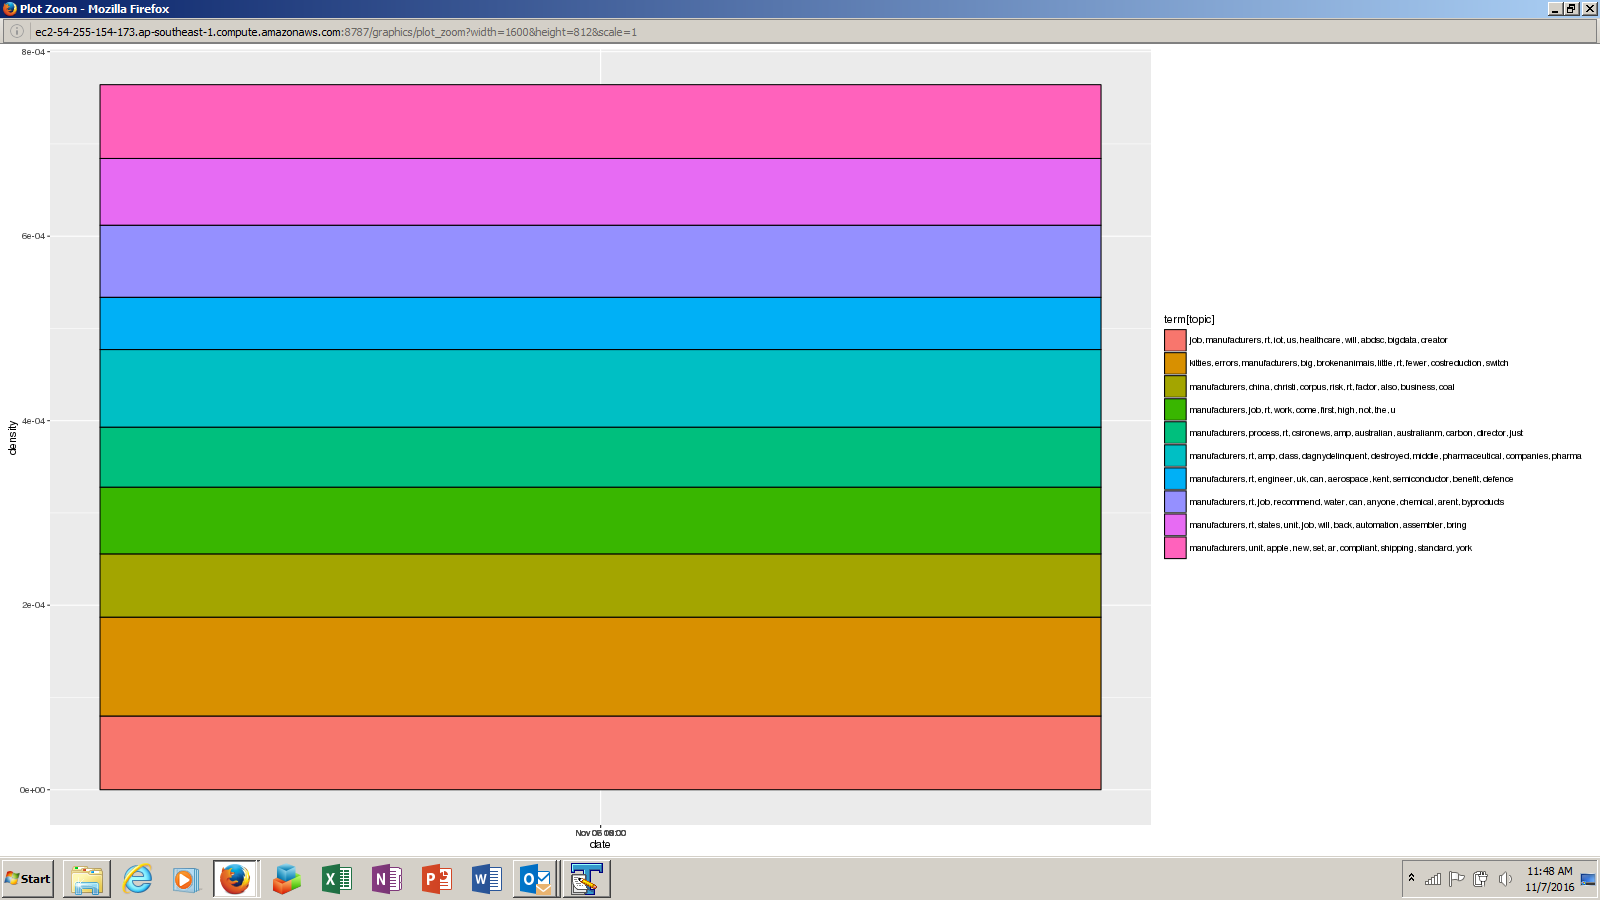 Plot Zoom - Mozilla Firefox
ec2-54-255-154-173.ap-southeast-1.compute.amazonaws.com:8787/graphics/plot_zoom?width=1600&height=812&scale=1
8e-04
6e-04
4e-04
2e-04
0e+00
density
date
term[topic]
job, manufacturers, rt, iot, us, healthcare, will, abdsc, bigdata, creator
kitties, errors, manufacturers, big, brokenanimals, little, rt, fewer, costreduction, switch
manufacturers, china, christi, corpus, risk, rt, factor, also, business, coal
manufacturers, job, rt, work, come, first, high, not, the, u
manufacturers, process, rt, csironews, amp, australian, australianm, carbon, director, just
manufacturers, rt, amp, class, dagnydelinquent, destroyed, middle, pharmaceutical, companies, pharma
manufacturers, rt, engineer, uk, can, aerospace, kent, semiconductor, benefit, defence
manufacturers, rt, job, recommend, water, can, anyone, chemical, arent, byproducts
manufacturers, rt, states, unit, job, will, back, automation, assembler, bring
manufacturers, unit, apple, new, set, ar, compliant, shipping, standard, york
Start
11:48 AM
11/7/2016